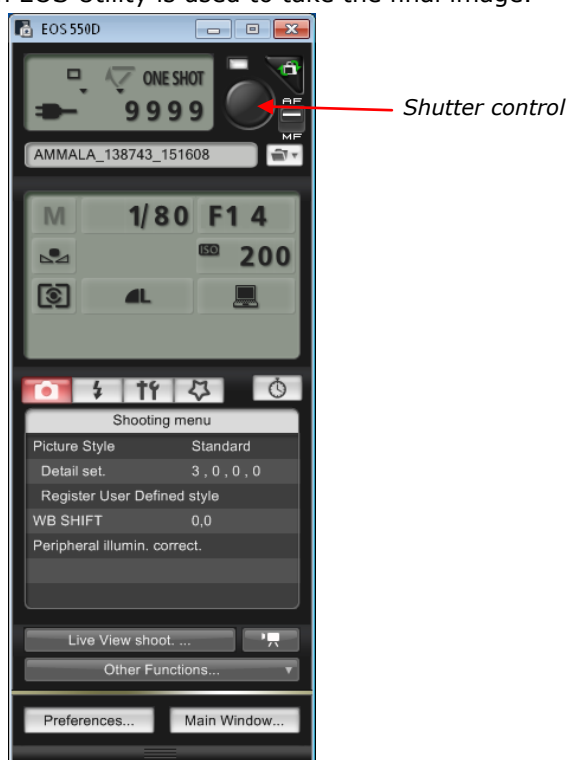 EOS Utility is used to take the final image.
EOS 550D
ONE SHOT
9999
AF
Shutter control
MF
AMMALA_138743_151608
M 1/80 F14
ISO 200
L
Shooting menu
Picture Style Standard
Detail set. 3 , 0 , 0 , 0
Register User Defined style
WB SHIFT 0,0
Peripheral illumin. correct.
Live View shoot. ...
Other Functions...
Preferences... Main Window...